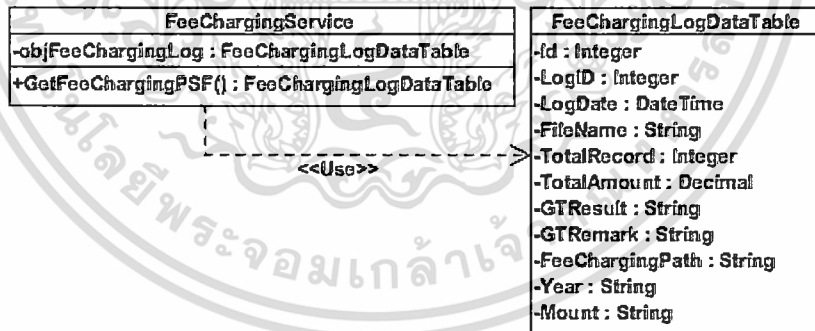 FeeChargingService
-objFeeChargingLog : FeeChargingLogDataTable
+GetFeeChargingPSF() : FeeChargingLogDataTable
<<Use>>
FeeChargingLogDataTable
-Id : Integer
-LogID : Integer
-LogDate : DateTime
-FileName : String
-TotalRecord : Integer
-TotalAmount : Decimal
-GTResult : String
-GTRemark : String
-FeeChargingPath : String
-Year : String
-Mount : String